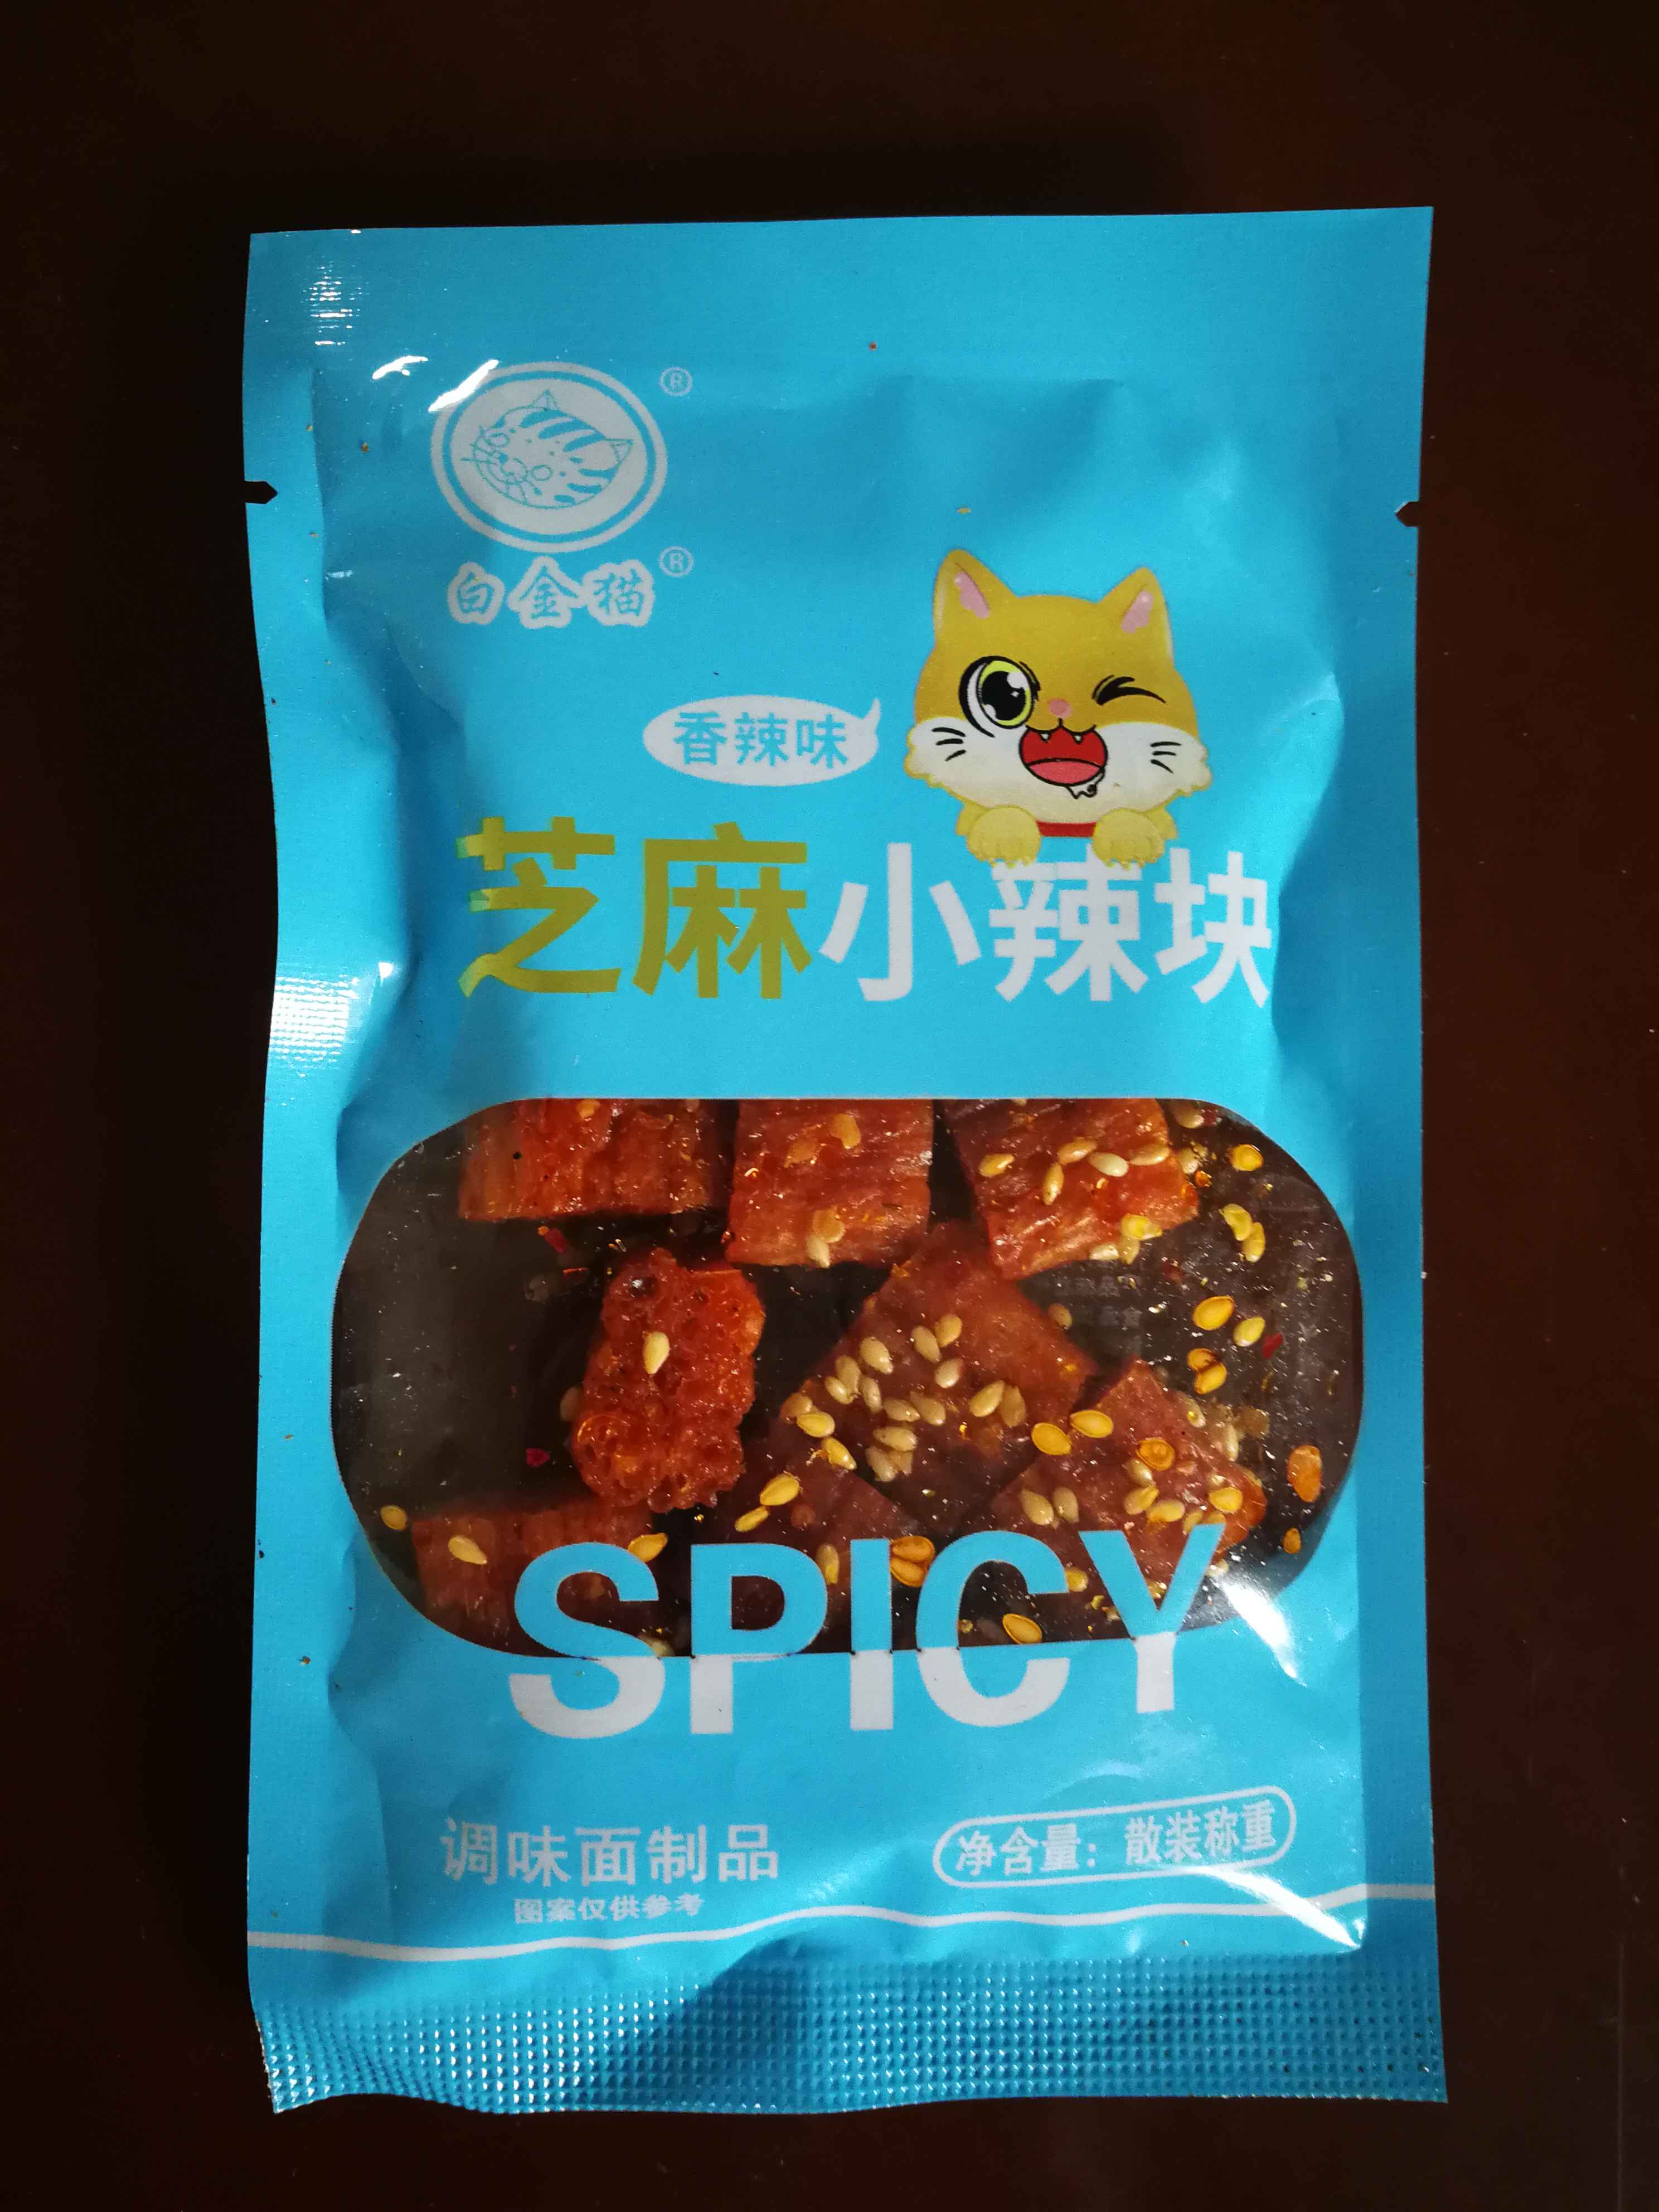 ®
白金猫®
香辣味
芝麻小辣块
SPICY
调味面制品
净含量：散装称重
图案仅供参考